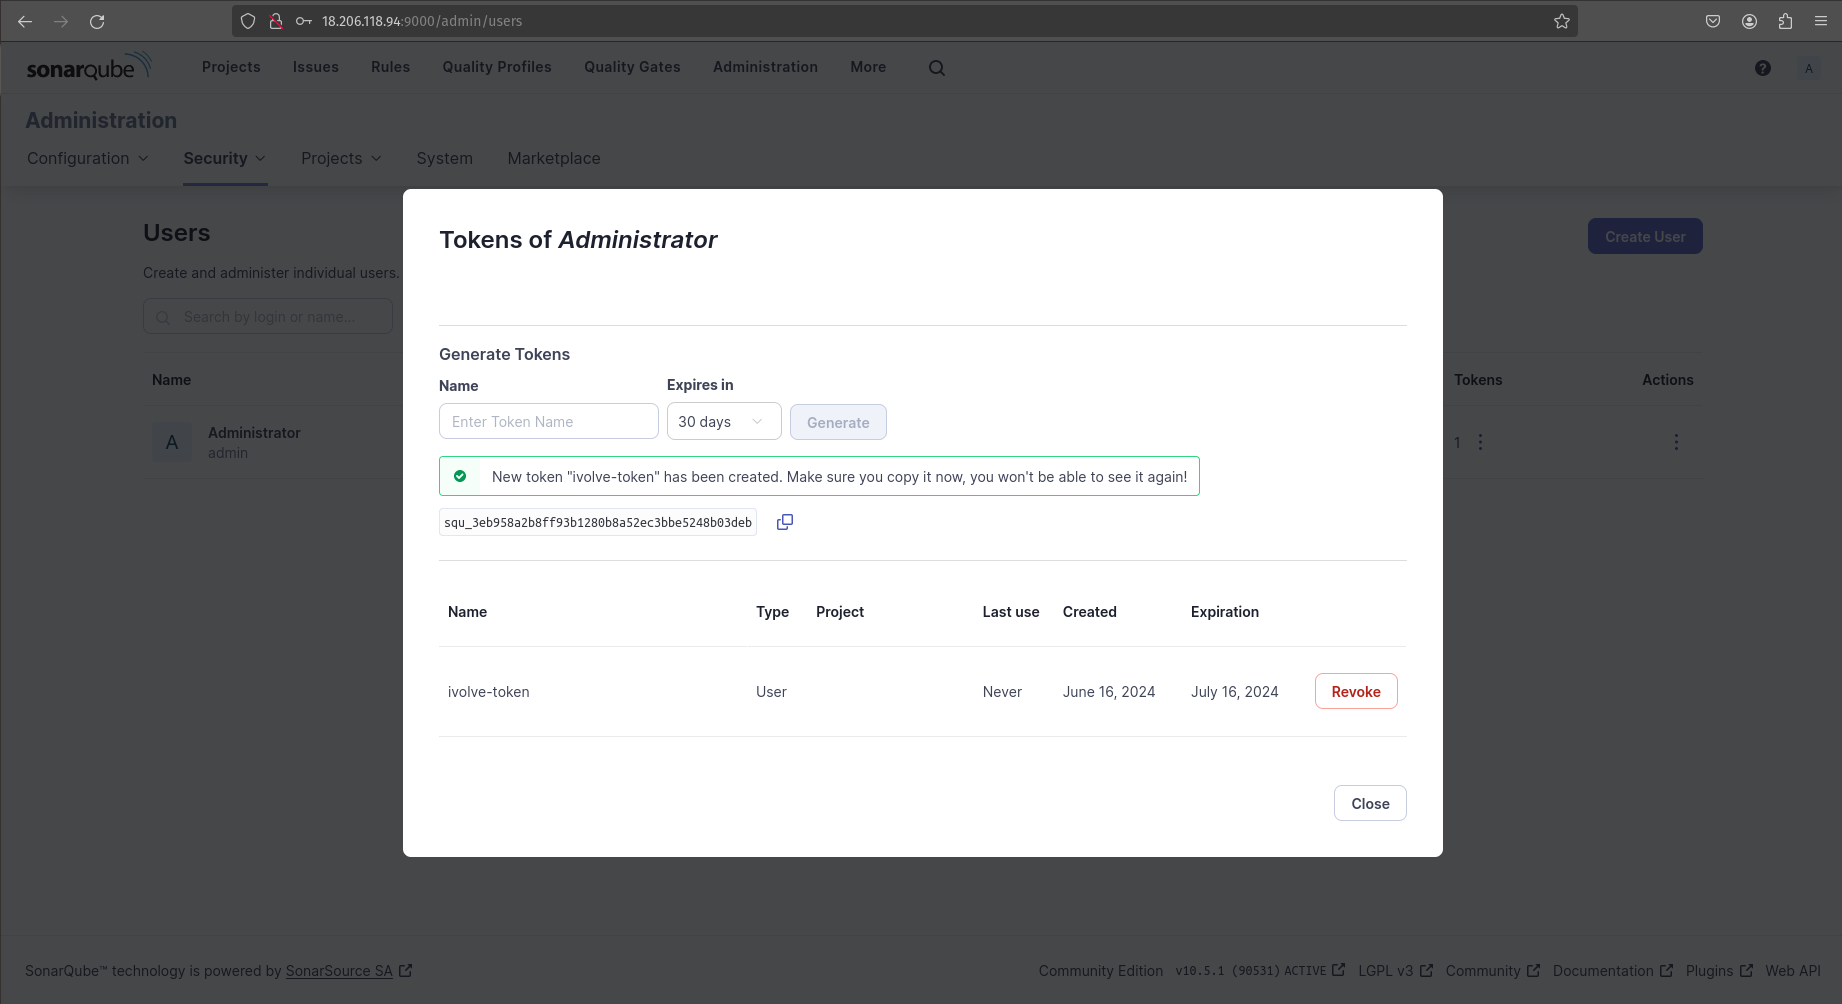 18.206.118.94:9000/admin/users
sonarqube
Projects Issues Rules Quality Profiles Quality Gates Administration More
A
Administration
Configuration Security Projects System Marketplace
Users
Create User
Create and administer individual users.
Search by login or name...
Name Tokens Actions
A Administrator
admin
1
Tokens of Administrator
Generate Tokens
Name Expires in
Enter Token Name 30 days Generate
New token "ivolve-token" has been created. Make sure you copy it now, you won't be able to see it again!
squ_3eb958a2b8ff93b1280b8a52ec3bbe5248b03deb
Name Type Project Last use Created Expiration
ivolve-token User Never June 16, 2024 July 16, 2024 Revoke
Close
SonarQube™ technology is powered by SonarSource SA
Community Edition v10.5.1 (90531) ACTIVE LGPL v3 Community Documentation Plugins Web API